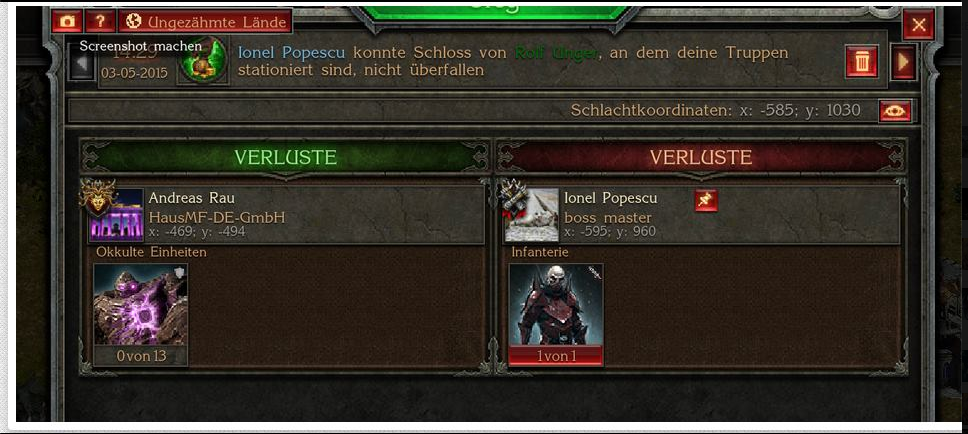 Ungezähmte Lände
Screenshot machen
14:29
03-05-2015
Ionel Popescu konnte Schloss von Rolf Unger, an dem deine Truppen
stationiert sind, nicht überfallen
Schlachtkoordinaten: x: -585; y: 1030
VERLUSTE
Andreas Rau
HausMF-DE-GmbH
x: -469; y: -494
Okkulte Einheiten
0 von 13
VERLUSTE
Ionel Popescu
boss master
x: -595; y: 960
Infanterie
1 von 1